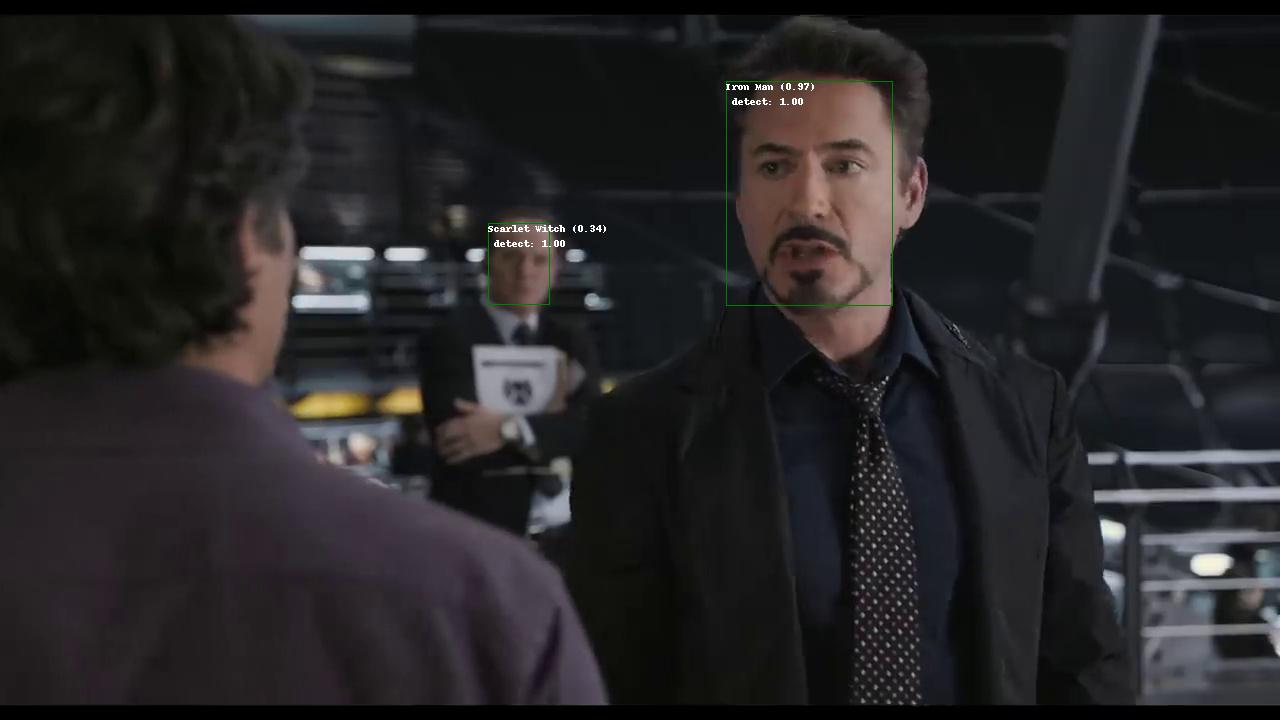 Iron Man (0.97)
detect: 1.00
Scarlet Witch (0.34)
detect: 1.00